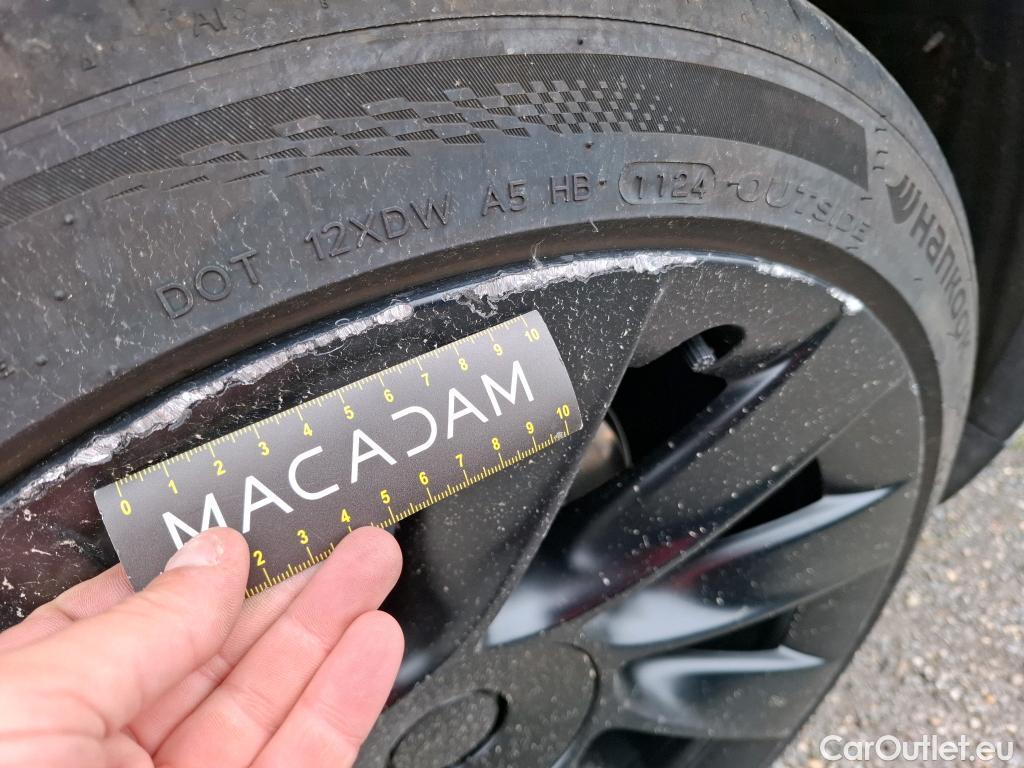 DOT 12XDW A5 HB 1124 OUTSIDE
Hankook
0 1 2 3 4 5 6 7 8 9 10
MACADAM
2 3 4 5 6 7 8 9 10
CarOutlet.eu